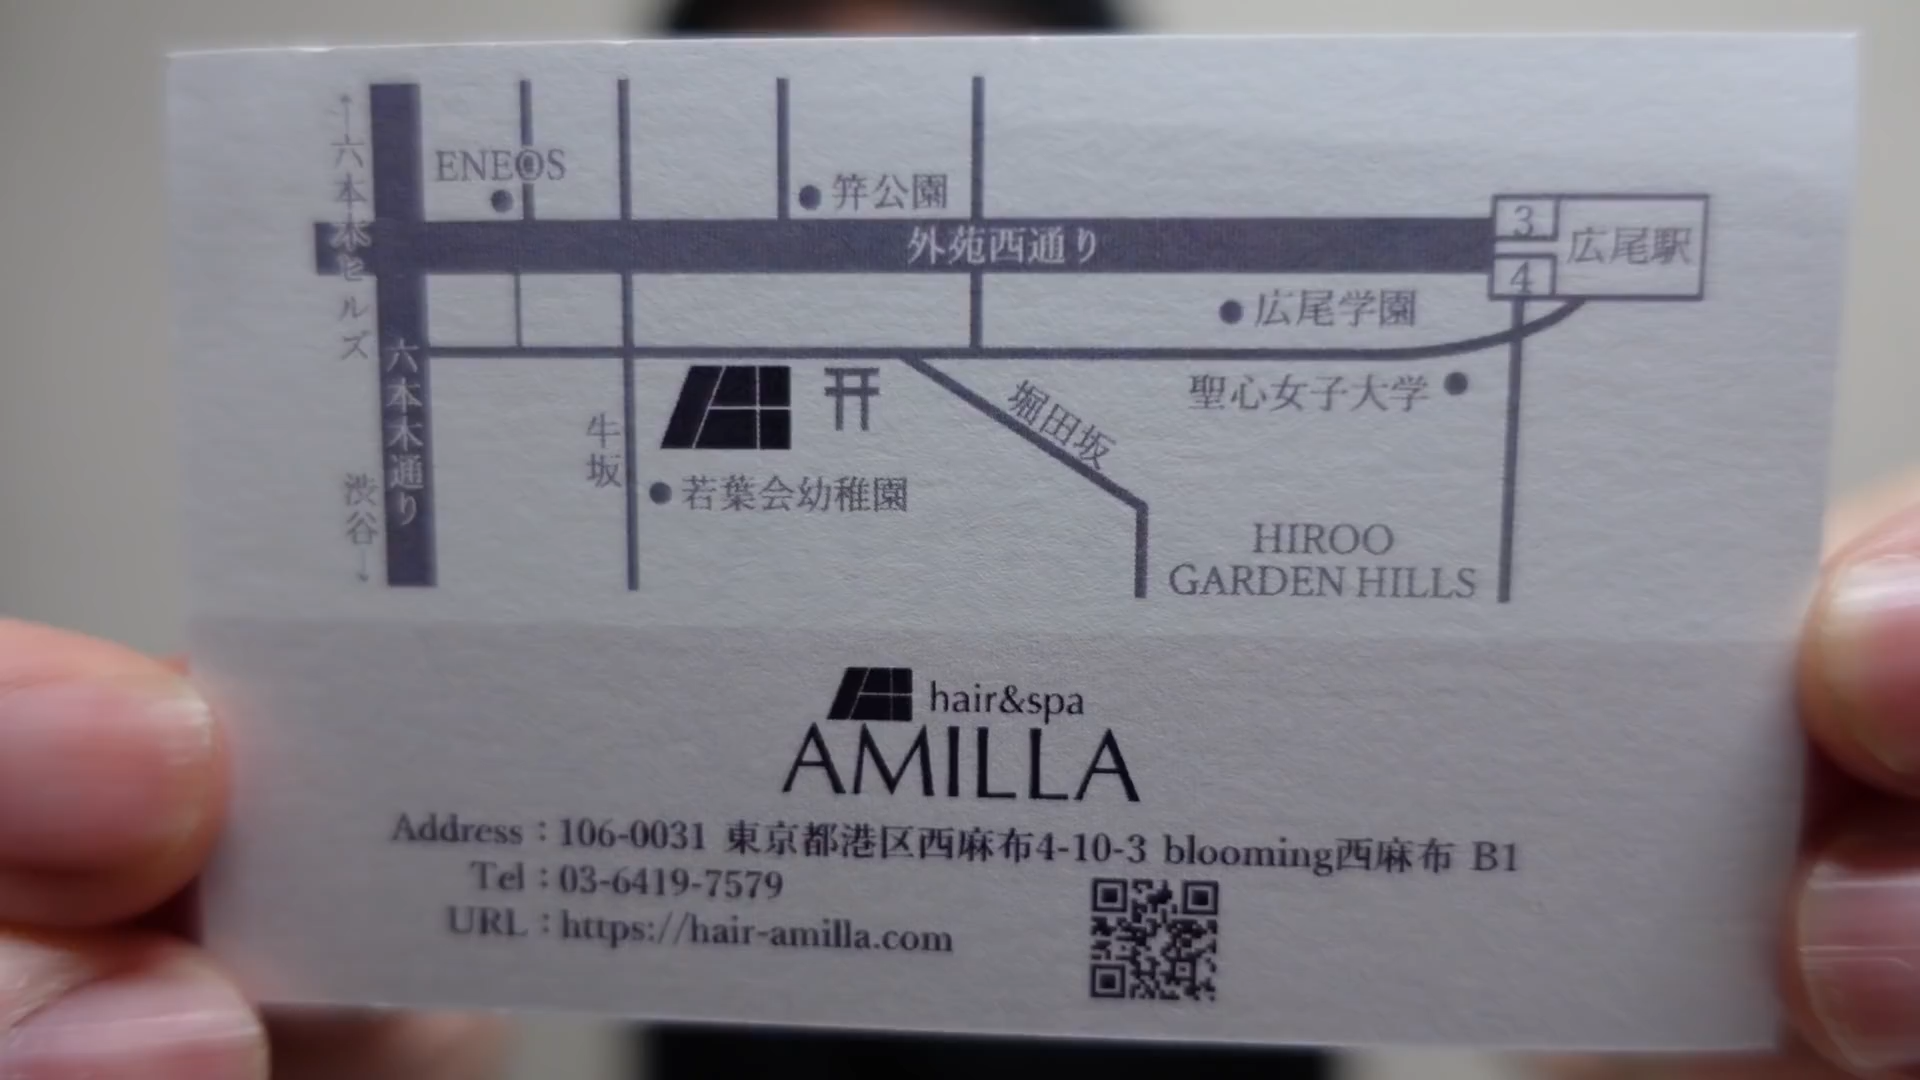 ←六本木ヒルズ
ENEOS
笄公園
外苑西通り
3
4
広尾駅
広尾学園
六本木通り
聖心女子大学
堀田坂
牛坂
渋谷→
若葉会幼稚園
HIROO
GARDEN HILLS
hair&spa
AMILLA
Address：106-0031 東京都港区西麻布4-10-3 blooming西麻布 B1
Tel：03-6419-7579
URL：https://hair-amilla.com